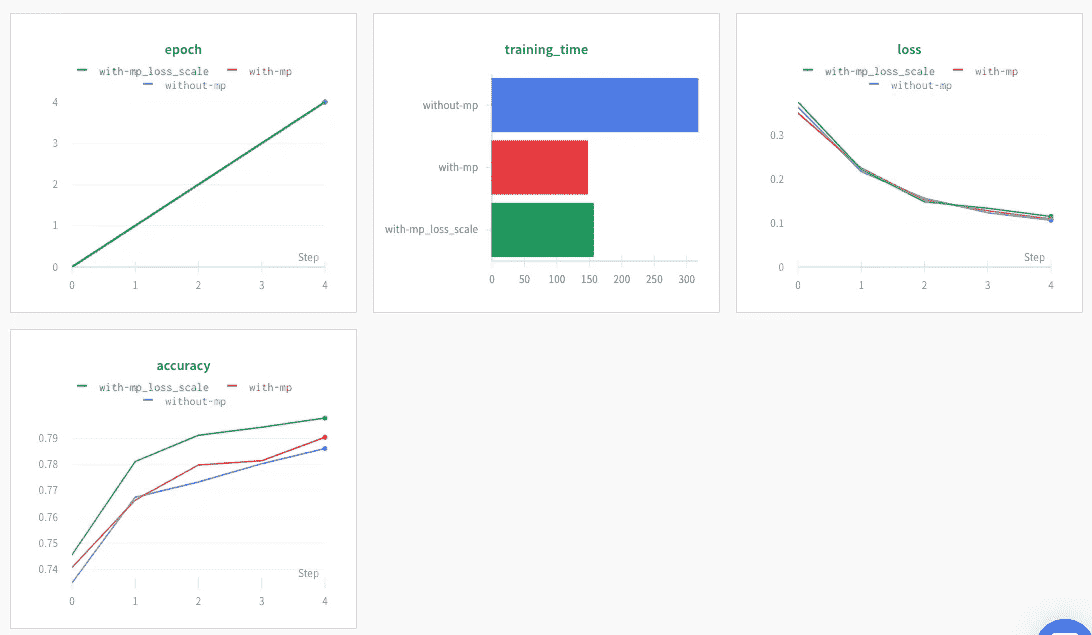 epoch
with-mp_loss_scale with-mp
without-mp
4
3
2
1
0
Step
0 1 2 3 4
training_time
without-mp
with-mp
with-mp_loss_scale
0 50 100 150 200 250 300
loss
with-mp_loss_scale with-mp
without-mp
0.3
0.2
0.1
0
Step
0 1 2 3 4
accuracy
with-mp_loss_scale with-mp
without-mp
0.79
0.78
0.77
0.76
0.75
0.74
Step
0 1 2 3 4